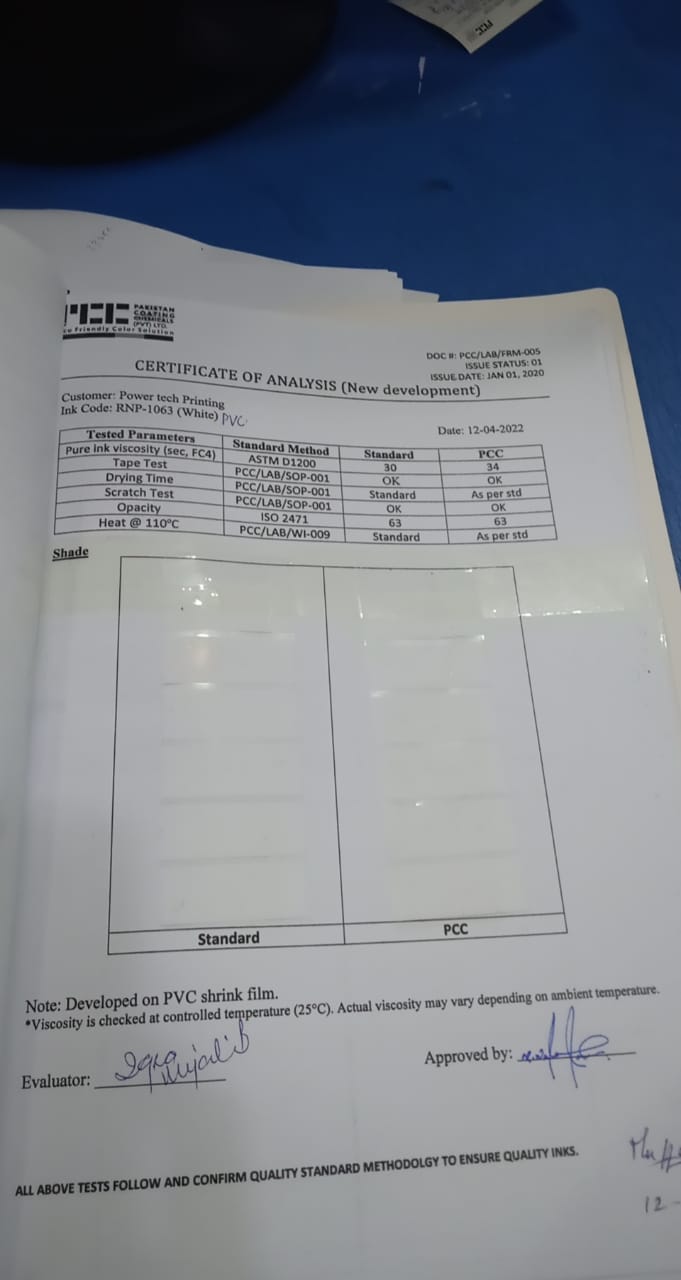 PCC
PAKISTAN
COATING
CHEMICALS
(PVT) LTD.
Friendly Color Solution
DOC #: PCC/LAB/FRM-005
ISSUE STATUS: 01
ISSUE DATE: JAN 01, 2020
CERTIFICATE OF ANALYSIS (New development)
Customer: Power tech Printing
Ink Code: RNP-1063 (White) PVC
Date: 12-04-2022
Tested Parameters Standard Method Standard PCC
Pure ink viscosity (sec, FC4) ASTM D1200 30 34
Tape Test PCC/LAB/SOP-001 OK OK
Drying Time PCC/LAB/SOP-001 Standard As per std
Scratch Test PCC/LAB/SOP-001 OK OK
Opacity ISO 2471 63 63
Heat @ 110°C PCC/LAB/WI-009 Standard As per std
Shade
Standard PCC
Note: Developed on PVC shrink film.
*Viscosity is checked at controlled temperature (25°C). Actual viscosity may vary depending on ambient temperature.
Evaluator: Iqra
Approved by:
ALL ABOVE TESTS FOLLOW AND CONFIRM QUALITY STANDARD METHODOLGY TO ENSURE QUALITY INKS.
12-